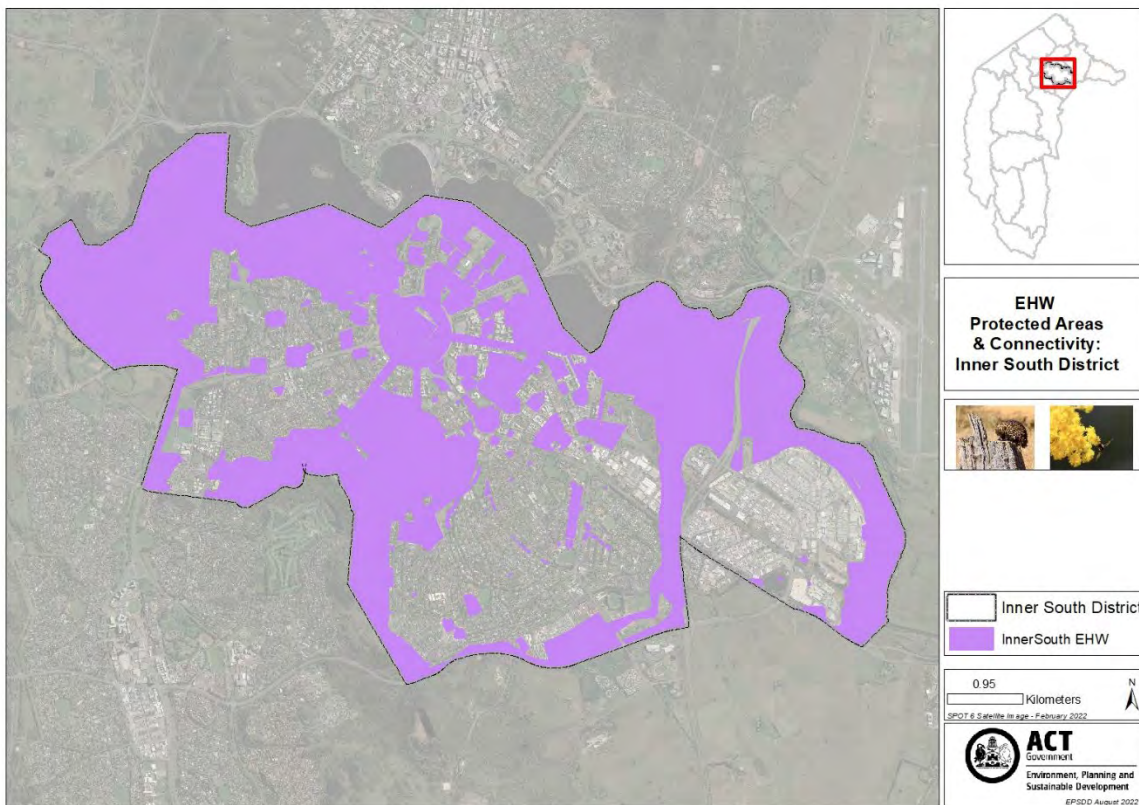 EHW
Protected Areas
& Connectivity:
Inner South District
Inner South District
InnerSouth EHW
0.95
Kilometers
N
SPOT 6 Satellite Image - February 2022
ACT
Government
Environment, Planning and
Sustainable Development
EPSDD August 2022